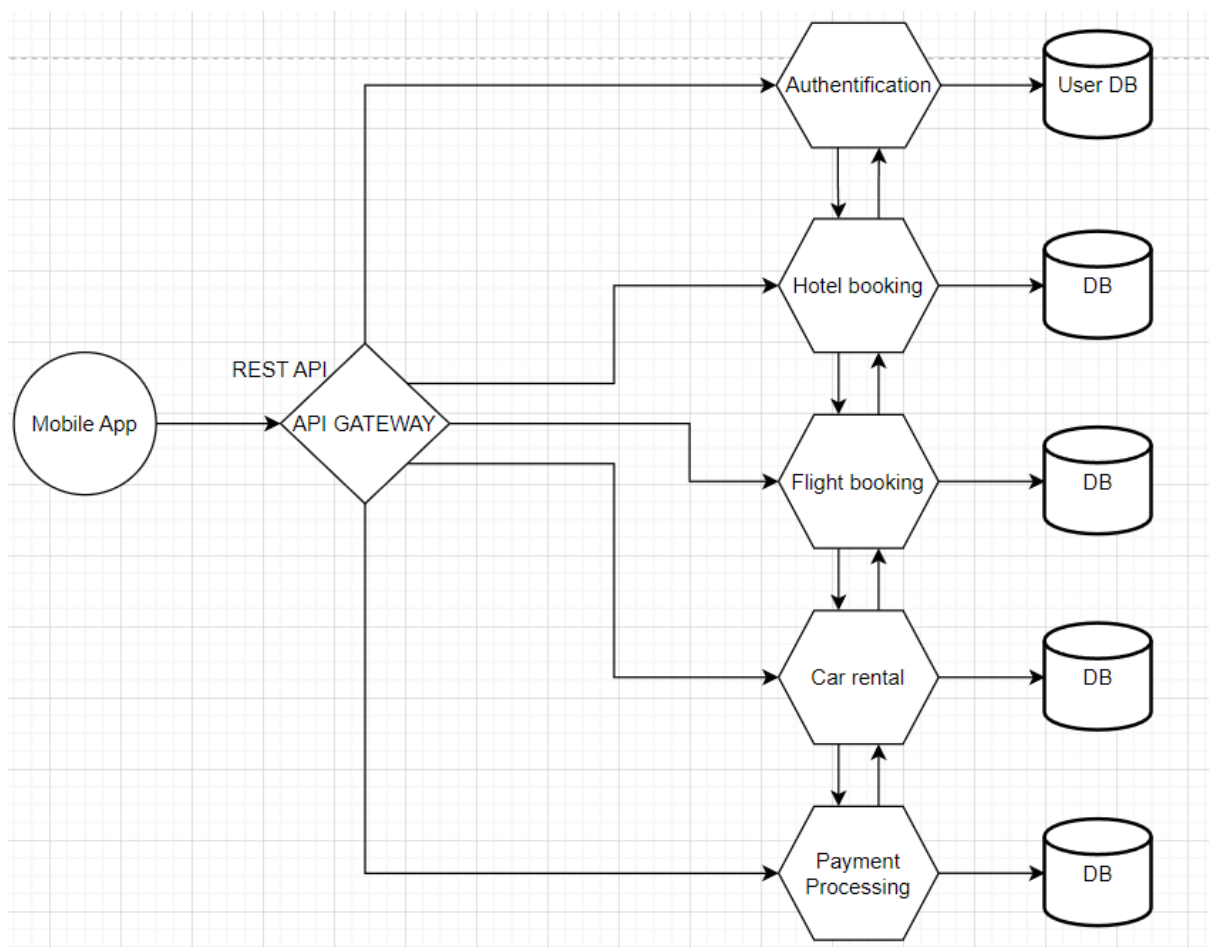 Authentification
User DB
Hotel booking
DB
REST API
Mobile App
API GATEWAY
Flight booking
DB
Car rental
DB
Payment
Processing
DB